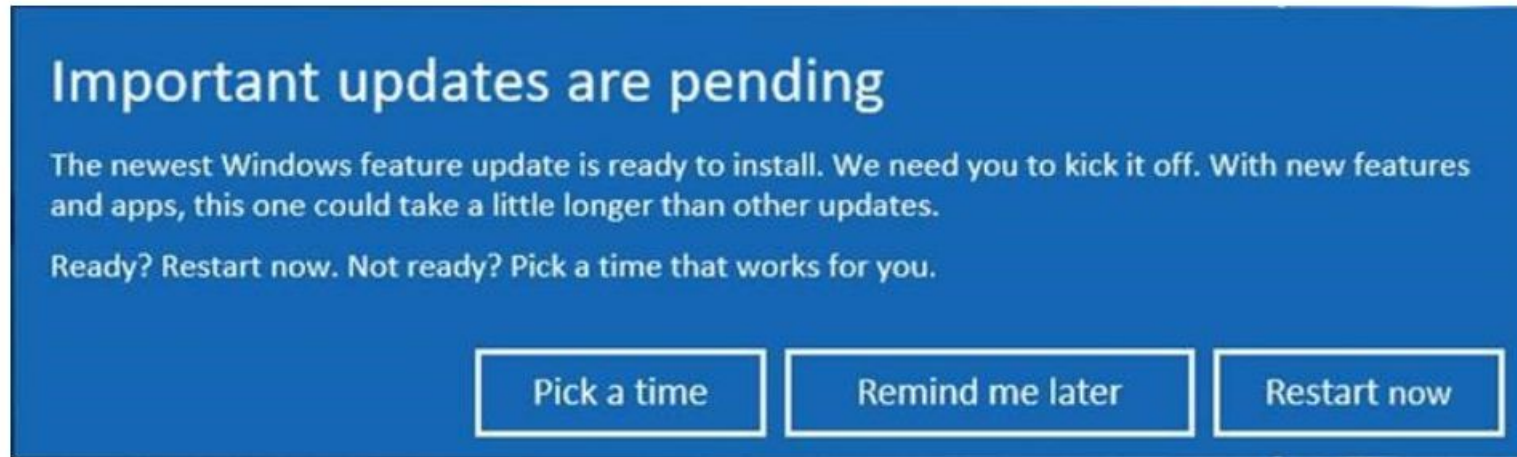 Important updates are pending
The newest Windows feature update is ready to install. We need you to kick it off. With new features
and apps, this one could take a little longer than other updates.
Ready? Restart now. Not ready? Pick a time that works for you.
Pick a time
Remind me later
Restart now